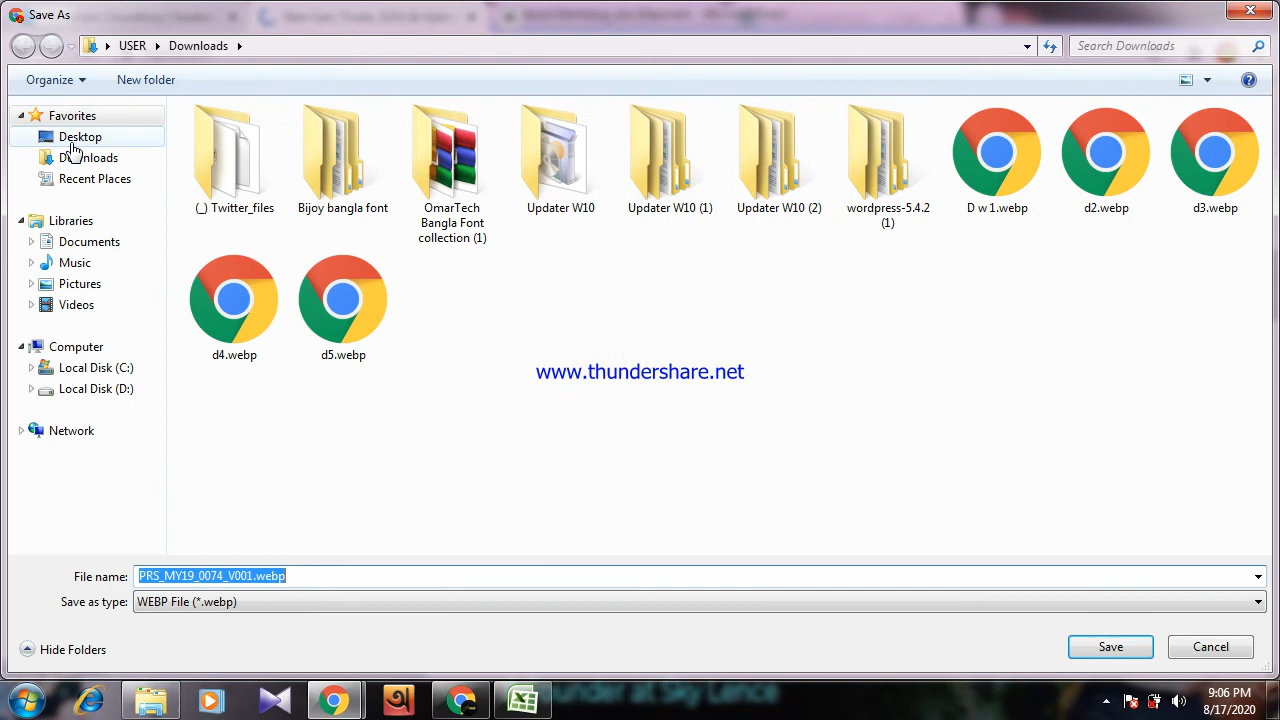 Save As
USER Downloads
Search Downloads
Organize New folder
Favorites
Desktop
Downloads
Recent Places
Libraries
Documents
Music
Pictures
Videos
Computer
Local Disk (C:)
Local Disk (D:)
Network
(_) Twitter_files
Bijoy bangla font
OmarTech
Bangla Font
collection (1)
Updater W10
Updater W10 (1)
Updater W10 (2)
wordpress-5.4.2
(1)
D w 1.webp
d2.webp
d3.webp
d4.webp
d5.webp
www.thundershare.net
File name: PRS_MY19_0074_V001.webp
Save as type: WEBP File (*.webp)
Hide Folders
Save
Cancel
9:06 PM
8/17/2020